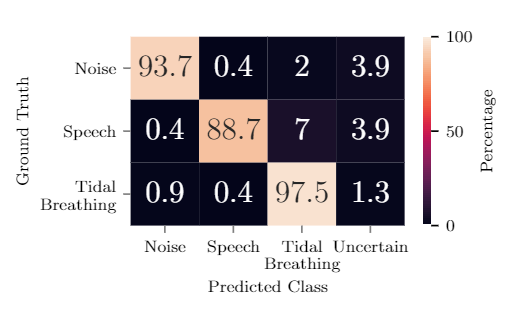 Ground Truth
Noise
93.7 0.4 2 3.9
Speech
0.4 88.7 7 3.9
Tidal
Breathing
0.9 0.4 97.5 1.3
Noise Speech Tidal Uncertain
Breathing
Predicted Class
100
50
0
Percentage